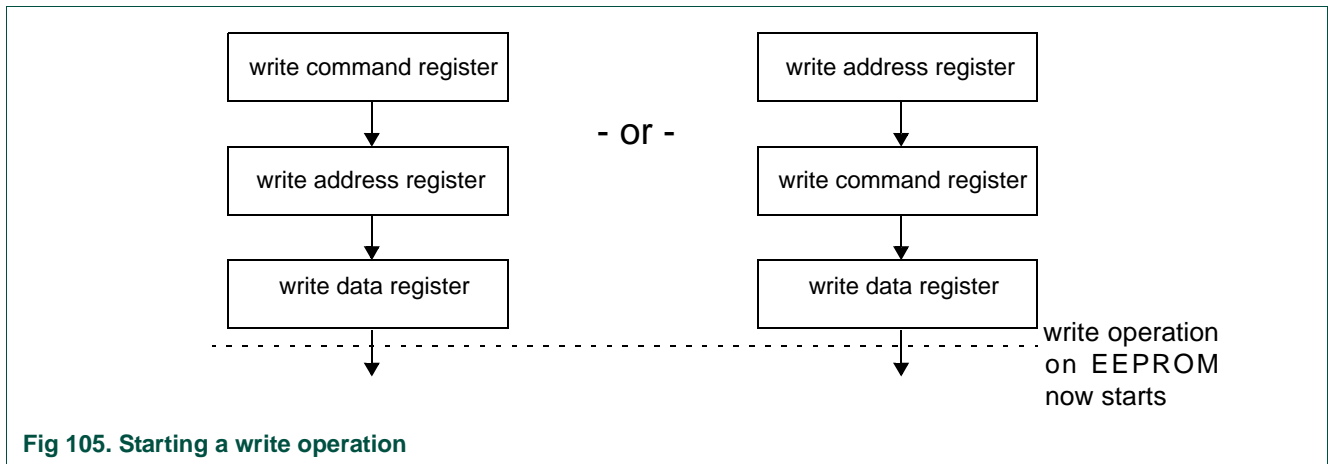 write command register
write address register
write data register
- or -
write address register
write command register
write data register
write operation
on EEPROM
now starts
Fig 105. Starting a write operation